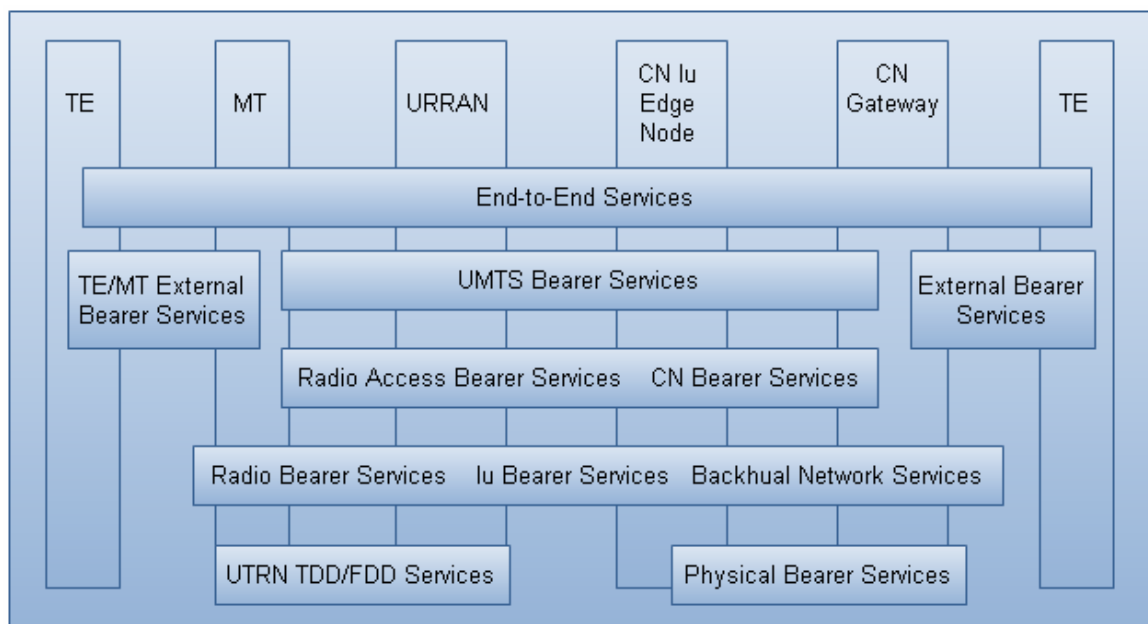 TE
MT
URRAN
CN Iu
Edge
Node
CN
Gateway
TE
End-to-End Services
TE/MT External
Bearer Services
UMTS Bearer Services
External Bearer
Services
Radio Access Bearer Services CN Bearer Services
Radio Bearer Services Iu Bearer Services Backhual Network Services
UTRN TDD/FDD Services
Physical Bearer Services